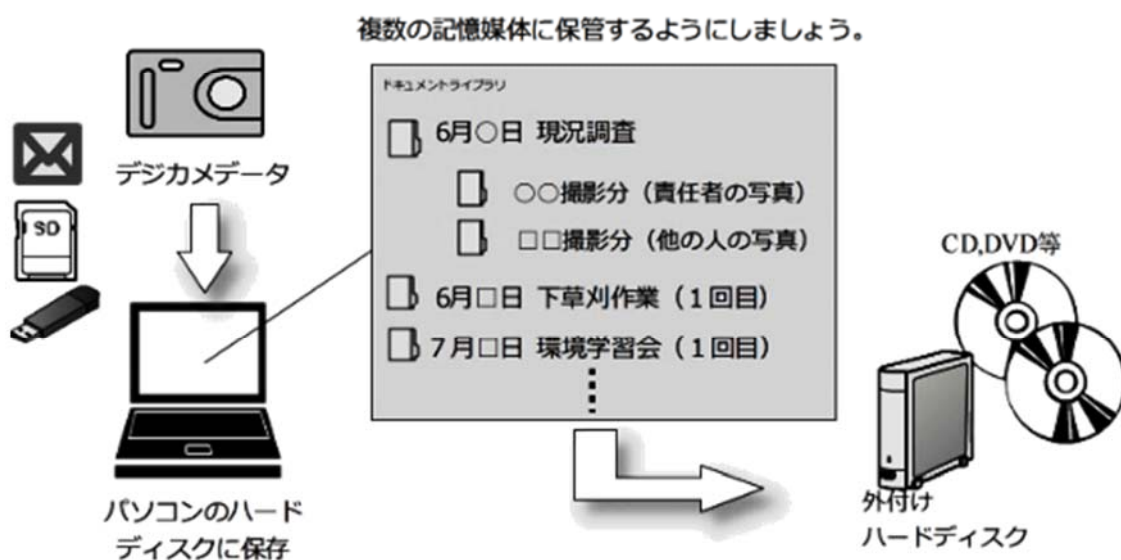 複数の記憶媒体に保管するようにしましょう。
ドキュメントライブラリ
6月○日 現況調査
○○撮影分（責任者の写真）
□□撮影分（他の人の写真）
6月□日 下草刈作業（１回目）
７月□日 環境学習会（１回目）
デジカメデータ
SD
パソコンのハード
ディスクに保存
CD,DVD等
外付け
ハードディスク